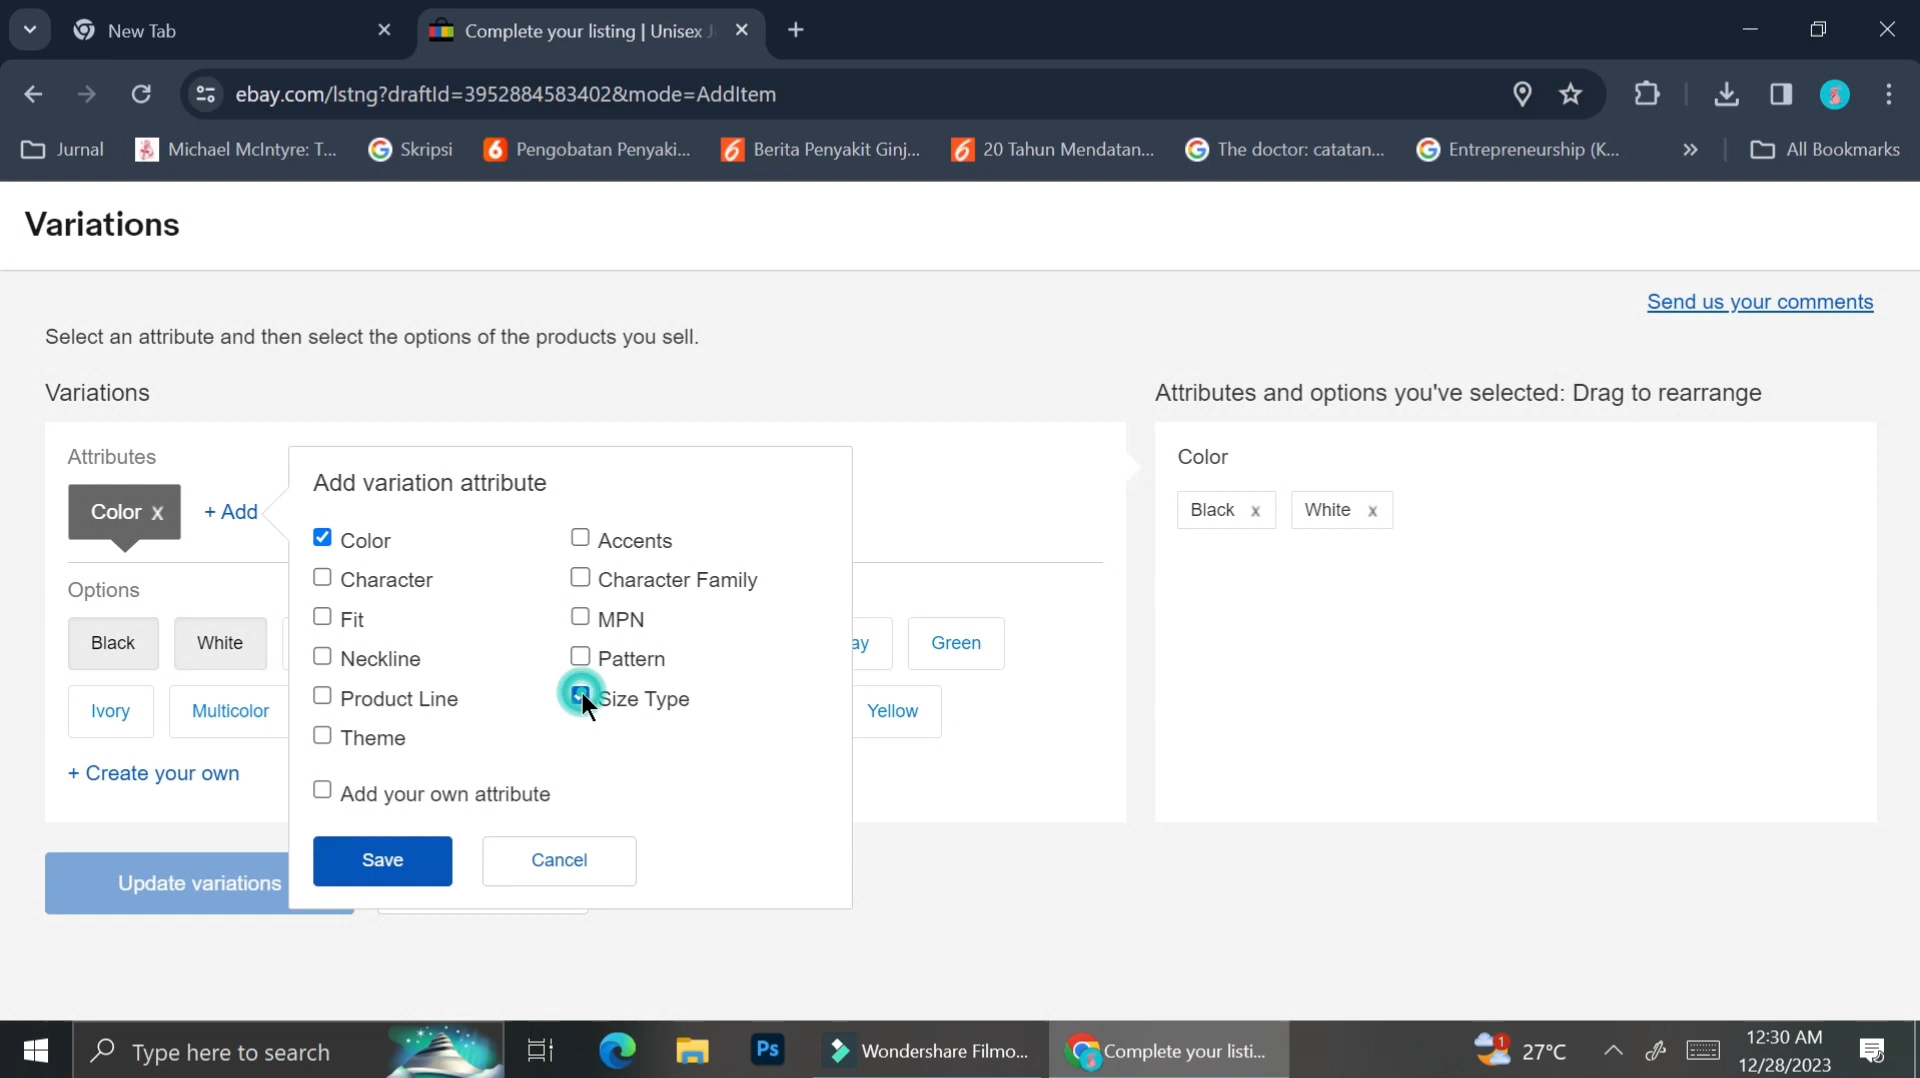 New Tab
Complete your listing | Unisex J
ebay.com/lstng?draftId=3952884583402&mode=AddItem
Jurnal
Michael McIntyre: T...
Skripsi
Pengobatan Penyaki...
Berita Penyakit Ginj...
20 Tahun Mendatan...
The doctor: catatan...
Entrepreneurship (K...
»
All Bookmarks
Variations
Send us your comments
Select an attribute and then select the options of the products you sell.
Variations
Attributes and options you've selected: Drag to rearrange
Attributes
Color x
+ Add
Options
Black
White
ay
Green
Ivory
Multicolor
Yellow
+ Create your own
Update variations
Add variation attribute
Color
Accents
Character
Character Family
Fit
MPN
Neckline
Pattern
Product Line
Size Type
Theme
Add your own attribute
Save
Cancel
Color
Black x
White x
Type here to search
Ps
Wondershare Filmo...
Complete your listi...
1
27°C
12:30 AM
12/28/2023